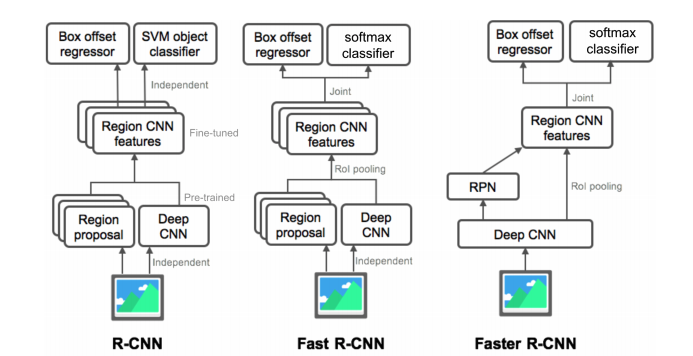 Box offset
regressor
SVM object
classifier
Independent
Region CNN
features
Fine-tuned
Pre-trained
Region
proposal
Deep
CNN
Independent
R-CNN
Box offset
regressor
softmax
classifier
Joint
Region CNN
features
RoI pooling
Region
proposal
Deep
CNN
Independent
Fast R-CNN
Box offset
regressor
softmax
classifier
Joint
Region CNN
features
RPN
RoI pooling
Deep CNN
Faster R-CNN